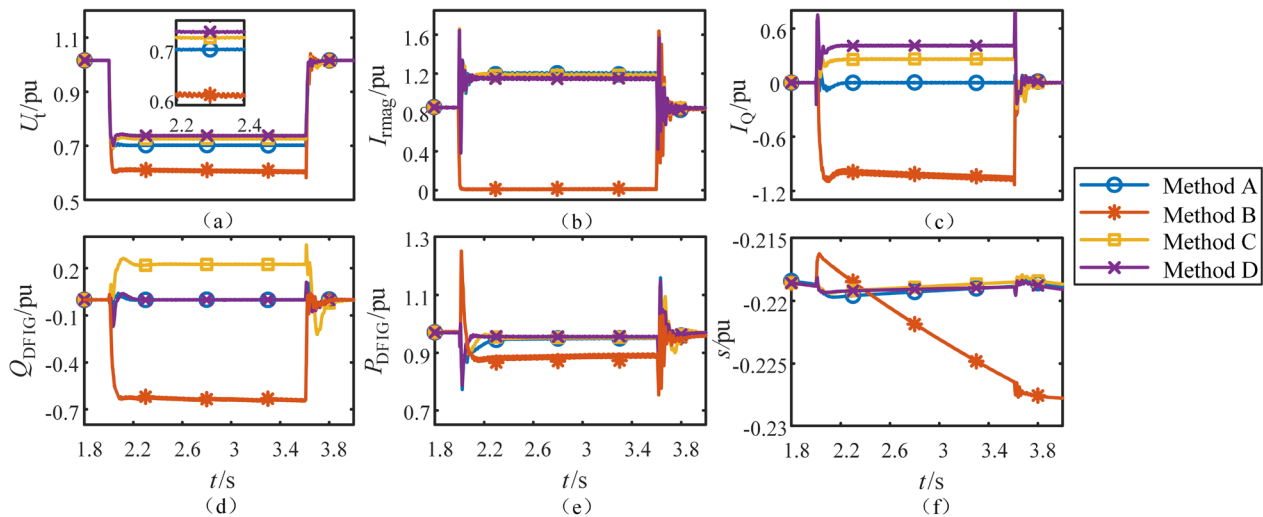 1.1
0.9
0.7
0.5
Ut/pu
0.7
0.6
2.2
2.4
(a)
1.6
1.2
0.8
0.4
0
Irmag/pu
(b)
0.6
0
-0.6
-1.2
IQ/pu
(c)
Method A
Method B
Method C
Method D
0.2
-0.1
-0.4
-0.7
QDFIG/pu
1.8
2.2
2.6
3
3.4
3.8
t/s
(d)
1.3
1.1
0.9
0.7
PDFIG/pu
1.8
2.2
2.6
3
3.4
3.8
t/s
(e)
-0.215
-0.22
-0.225
-0.23
s/pu
1.8
2.2
2.6
3
3.4
3.8
t/s
(f)